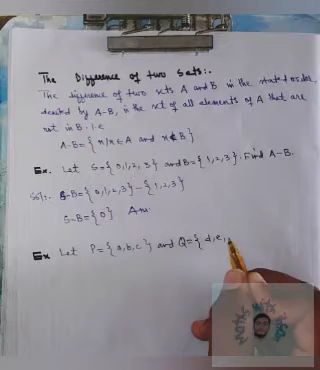 The Difference of two sets:.
The difference of two sets A and B in the stated order,
denoted by A-B, is the set of all elements of A that are
not in B. i.e
A-B={x/x∈A and x∉B}
Ex. Let S={0,1,2,3} and B={1,2,3}. Find A-B.
Sol:. S-B={0,1,2,3}-{1,2,3}
S-B={0} Ans.
Ex Let P={a,b,c} and Q={d,e,